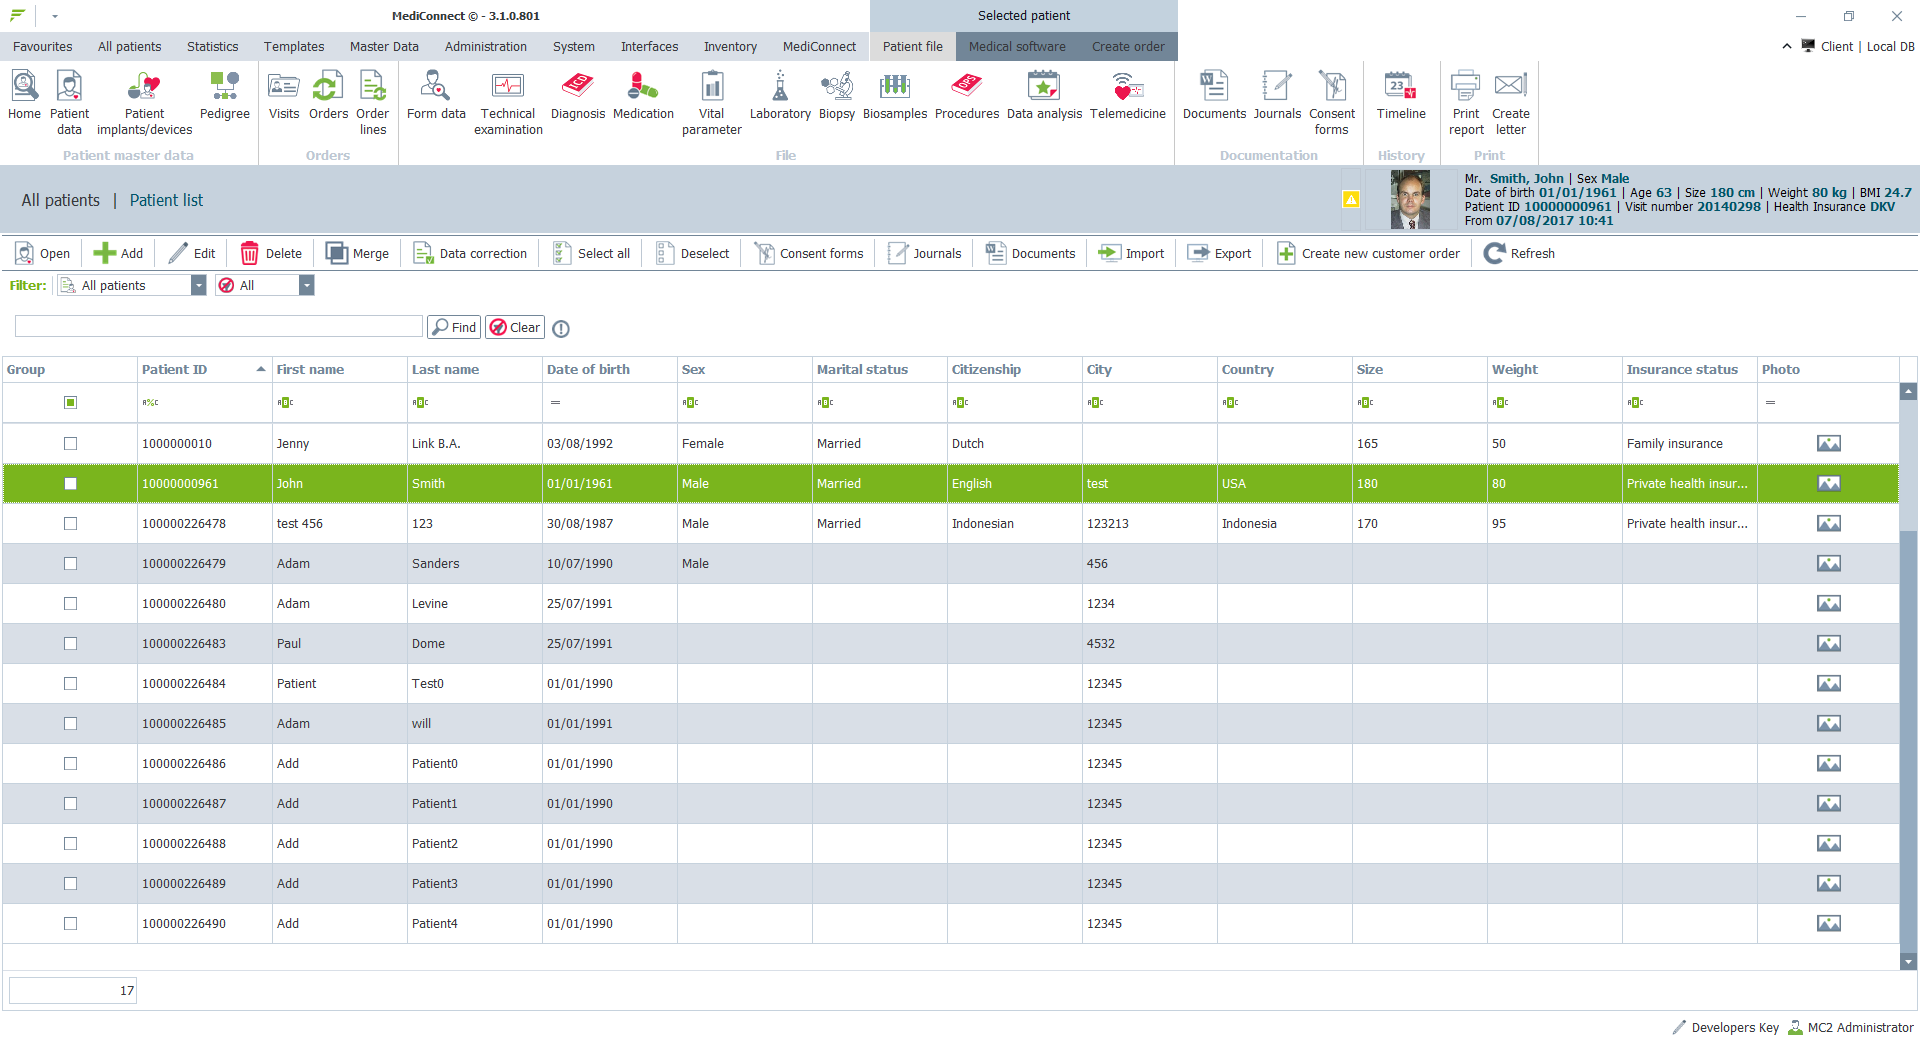 MediConnect © - 3.1.0.801
Selected patient
Favourites All patients Statistics Templates Master Data Administration System Interfaces Inventory MediConnect Patient file Medical software Create order Client | Local DB
Home Patient data Patient implants/devices Pedigree Visits Orders Order lines Form data Technical examination Diagnosis Medication Vital parameter Laboratory Biopsy Biosamples Procedures Data analysis Telemedicine Documents Journals Consent forms Timeline Print report Create letter
Patient master data Orders File Documentation History Print
All patients | Patient list
Mr. Smith, John | Sex Male
Date of birth 01/01/1961 | Age 63 | Size 180 cm | Weight 80 kg | BMI 24.7
Patient ID 10000000961 | Visit number 20140298 | Health Insurance DKV
From 07/08/2017 10:41
Open Add Edit Delete Merge Data correction Select all Deselect Consent forms Journals Documents Import Export Create new customer order Refresh
Filter: All patients All
Find Clear
Group Patient ID First name Last name Date of birth Sex Marital status Citizenship City Country Size Weight Insurance status Photo
1000000010 Jenny Link B.A. 03/08/1992 Female Married Dutch 165 50 Family insurance
10000000961 John Smith 01/01/1961 Male Married English test USA 180 80 Private health insur...
100000226478 test 456 123 30/08/1987 Male Married Indonesian 123213 Indonesia 170 95 Private health insur...
100000226479 Adam Sanders 10/07/1990 Male 456
100000226480 Adam Levine 25/07/1991 1234
100000226483 Paul Dome 25/07/1991 4532
100000226484 Patient Test0 01/01/1990 12345
100000226485 Adam will 01/01/1991 12345
100000226486 Add Patient0 01/01/1990 12345
100000226487 Add Patient1 01/01/1990 12345
100000226488 Add Patient2 01/01/1990 12345
100000226489 Add Patient3 01/01/1990 12345
100000226490 Add Patient4 01/01/1990 12345
17
Developers Key MC2 Administrator